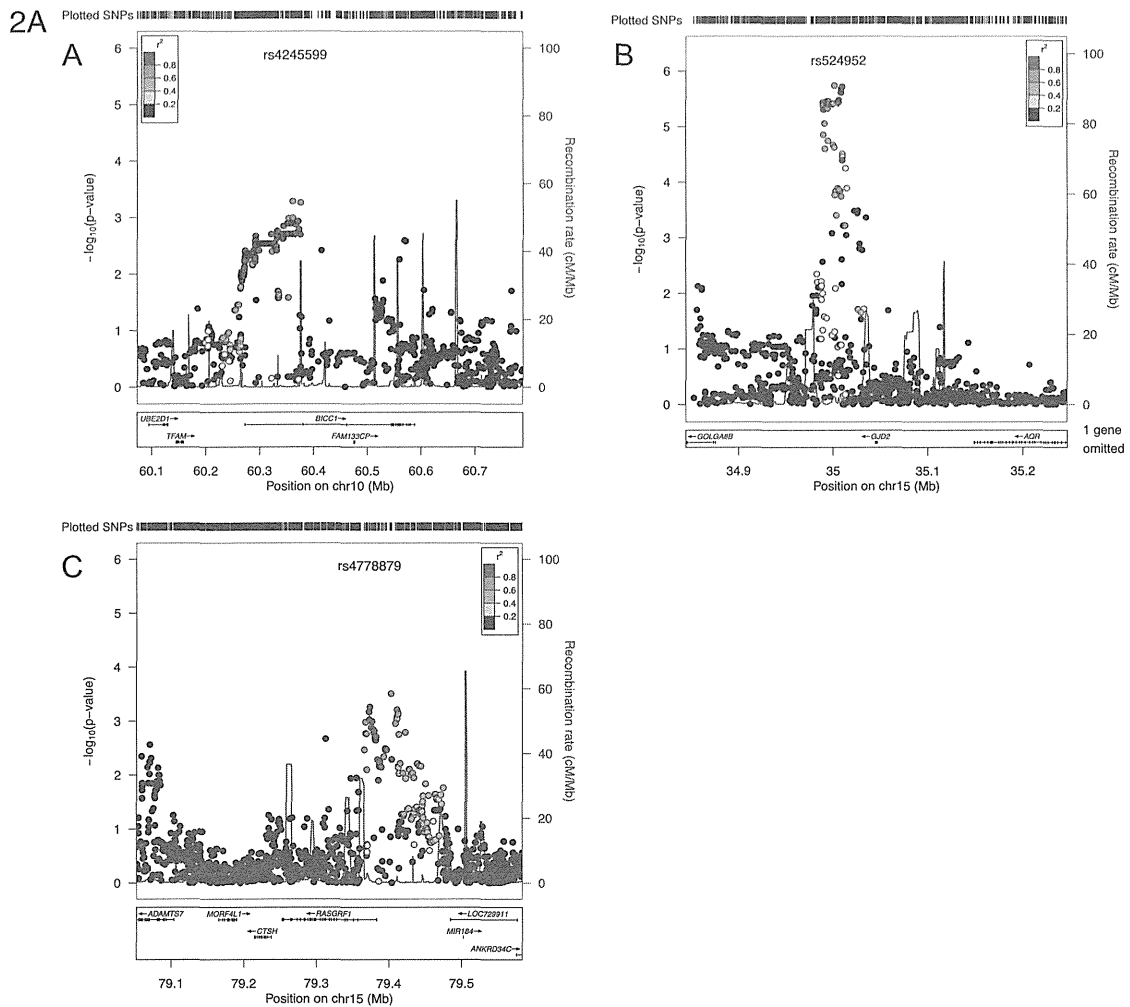 2A
Plotted SNPs
A
rs4245599
r²
0.8
0.6
0.4
0.2
6
5
4
3
2
1
0
−log₁₀(p−value)
100
80
60
40
20
0
Recombination rate (cM/Mb)
UBE2D1→
BICC1→
TFAM→
FAM133CP→
60.1 60.2 60.3 60.4 60.5 60.6 60.7
Position on chr10 (Mb)
Plotted SNPs
B
rs524952
r²
0.8
0.6
0.4
0.2
6
5
4
3
2
1
0
−log₁₀(p−value)
100
80
60
40
20
0
Recombination rate (cM/Mb)
←GOLGA8B
←GJD2
←AQR
1 gene
omitted
34.9 35 35.1 35.2
Position on chr15 (Mb)
Plotted SNPs
C
rs4778879
r²
0.8
0.6
0.4
0.2
6
5
4
3
2
1
0
−log₁₀(p−value)
100
80
60
40
20
0
Recombination rate (cM/Mb)
←ADAMTS7
MORF4L1→
←RASGRF1
←LOC729911
←CTSH
MIR184→
ANKRD34C→
79.1 79.2 79.3 79.4 79.5
Position on chr15 (Mb)